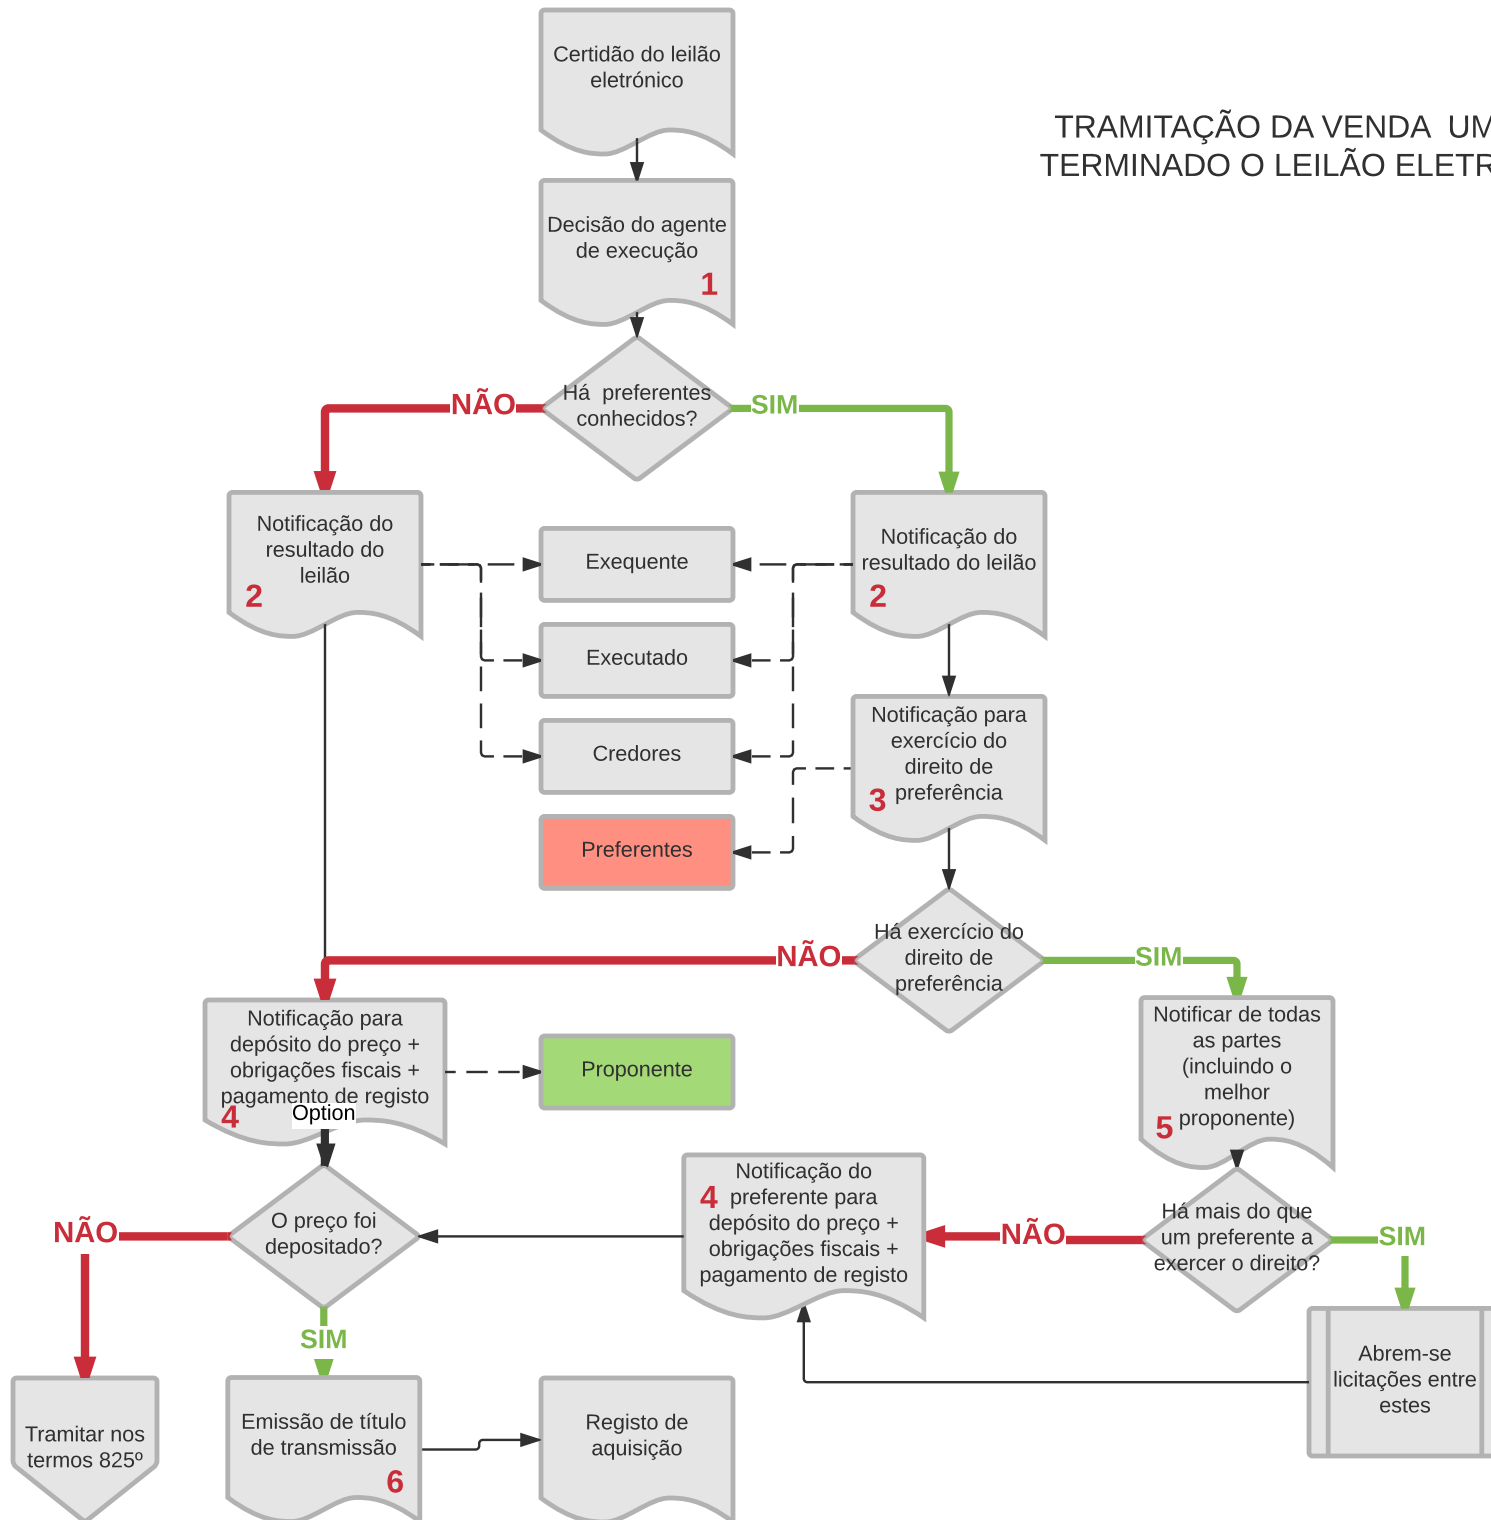 Certidão do leilão
eletrónico
TRAMITAÇÃO DA VENDA UM
TERMINADO O LEILÃO ELETR
Decisão do agente
de execução
1
Há preferentes
conhecidos?
NÃO
SIM
Notificação do
resultado do
leilão
2
Exequente
Notificação do
resultado do leilão
2
Executado
Credores
Notificação para
exercício do
direito de
preferência
3
Preferentes
Há exercício do
direito de
preferência
NÃO
SIM
Notificação para
depósito do preço +
obrigações fiscais +
pagamento de registo
4
Option
Proponente
Notificar de todas
as partes
(incluindo o
melhor
proponente)
5
Notificação do
preferente para
depósito do preço +
obrigações fiscais +
pagamento de registo
4
Há mais do que
um preferente a
exercer o direito?
NÃO
SIM
O preço foi
depositado?
NÃO
SIM
Abrem-se
licitações entre
estes
Tramitar nos
termos 825º
Emissão de título
de transmissão
6
Registo de
aquisição